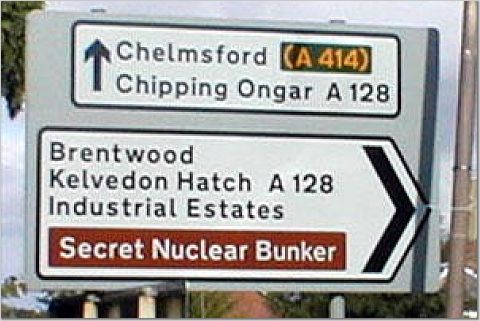 Chelmsford (A 414)
Chipping Ongar A 128
Brentwood
Kelvedon Hatch A 128
Industrial Estates
Secret Nuclear Bunker